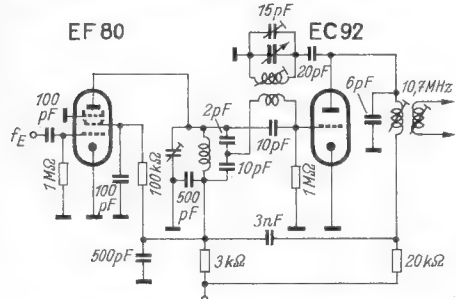 15pF
EF80
EC92
20pF
100
pF
2pF
6pF
10,7MHz
fE
10pF
1MΩ
100
pF
100kΩ
500
pF
10pF
1MΩ
3nF
500pF
3kΩ
20kΩ